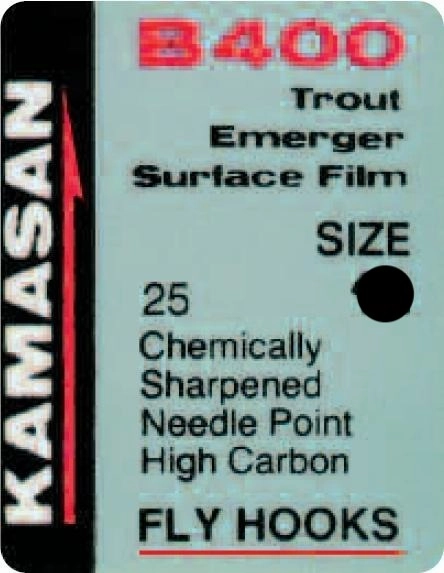 KAMASAN
B400
Trout
Emerger
Surface Film
SIZE
25
Chemically
Sharpened
Needle Point
High Carbon
FLY HOOKS